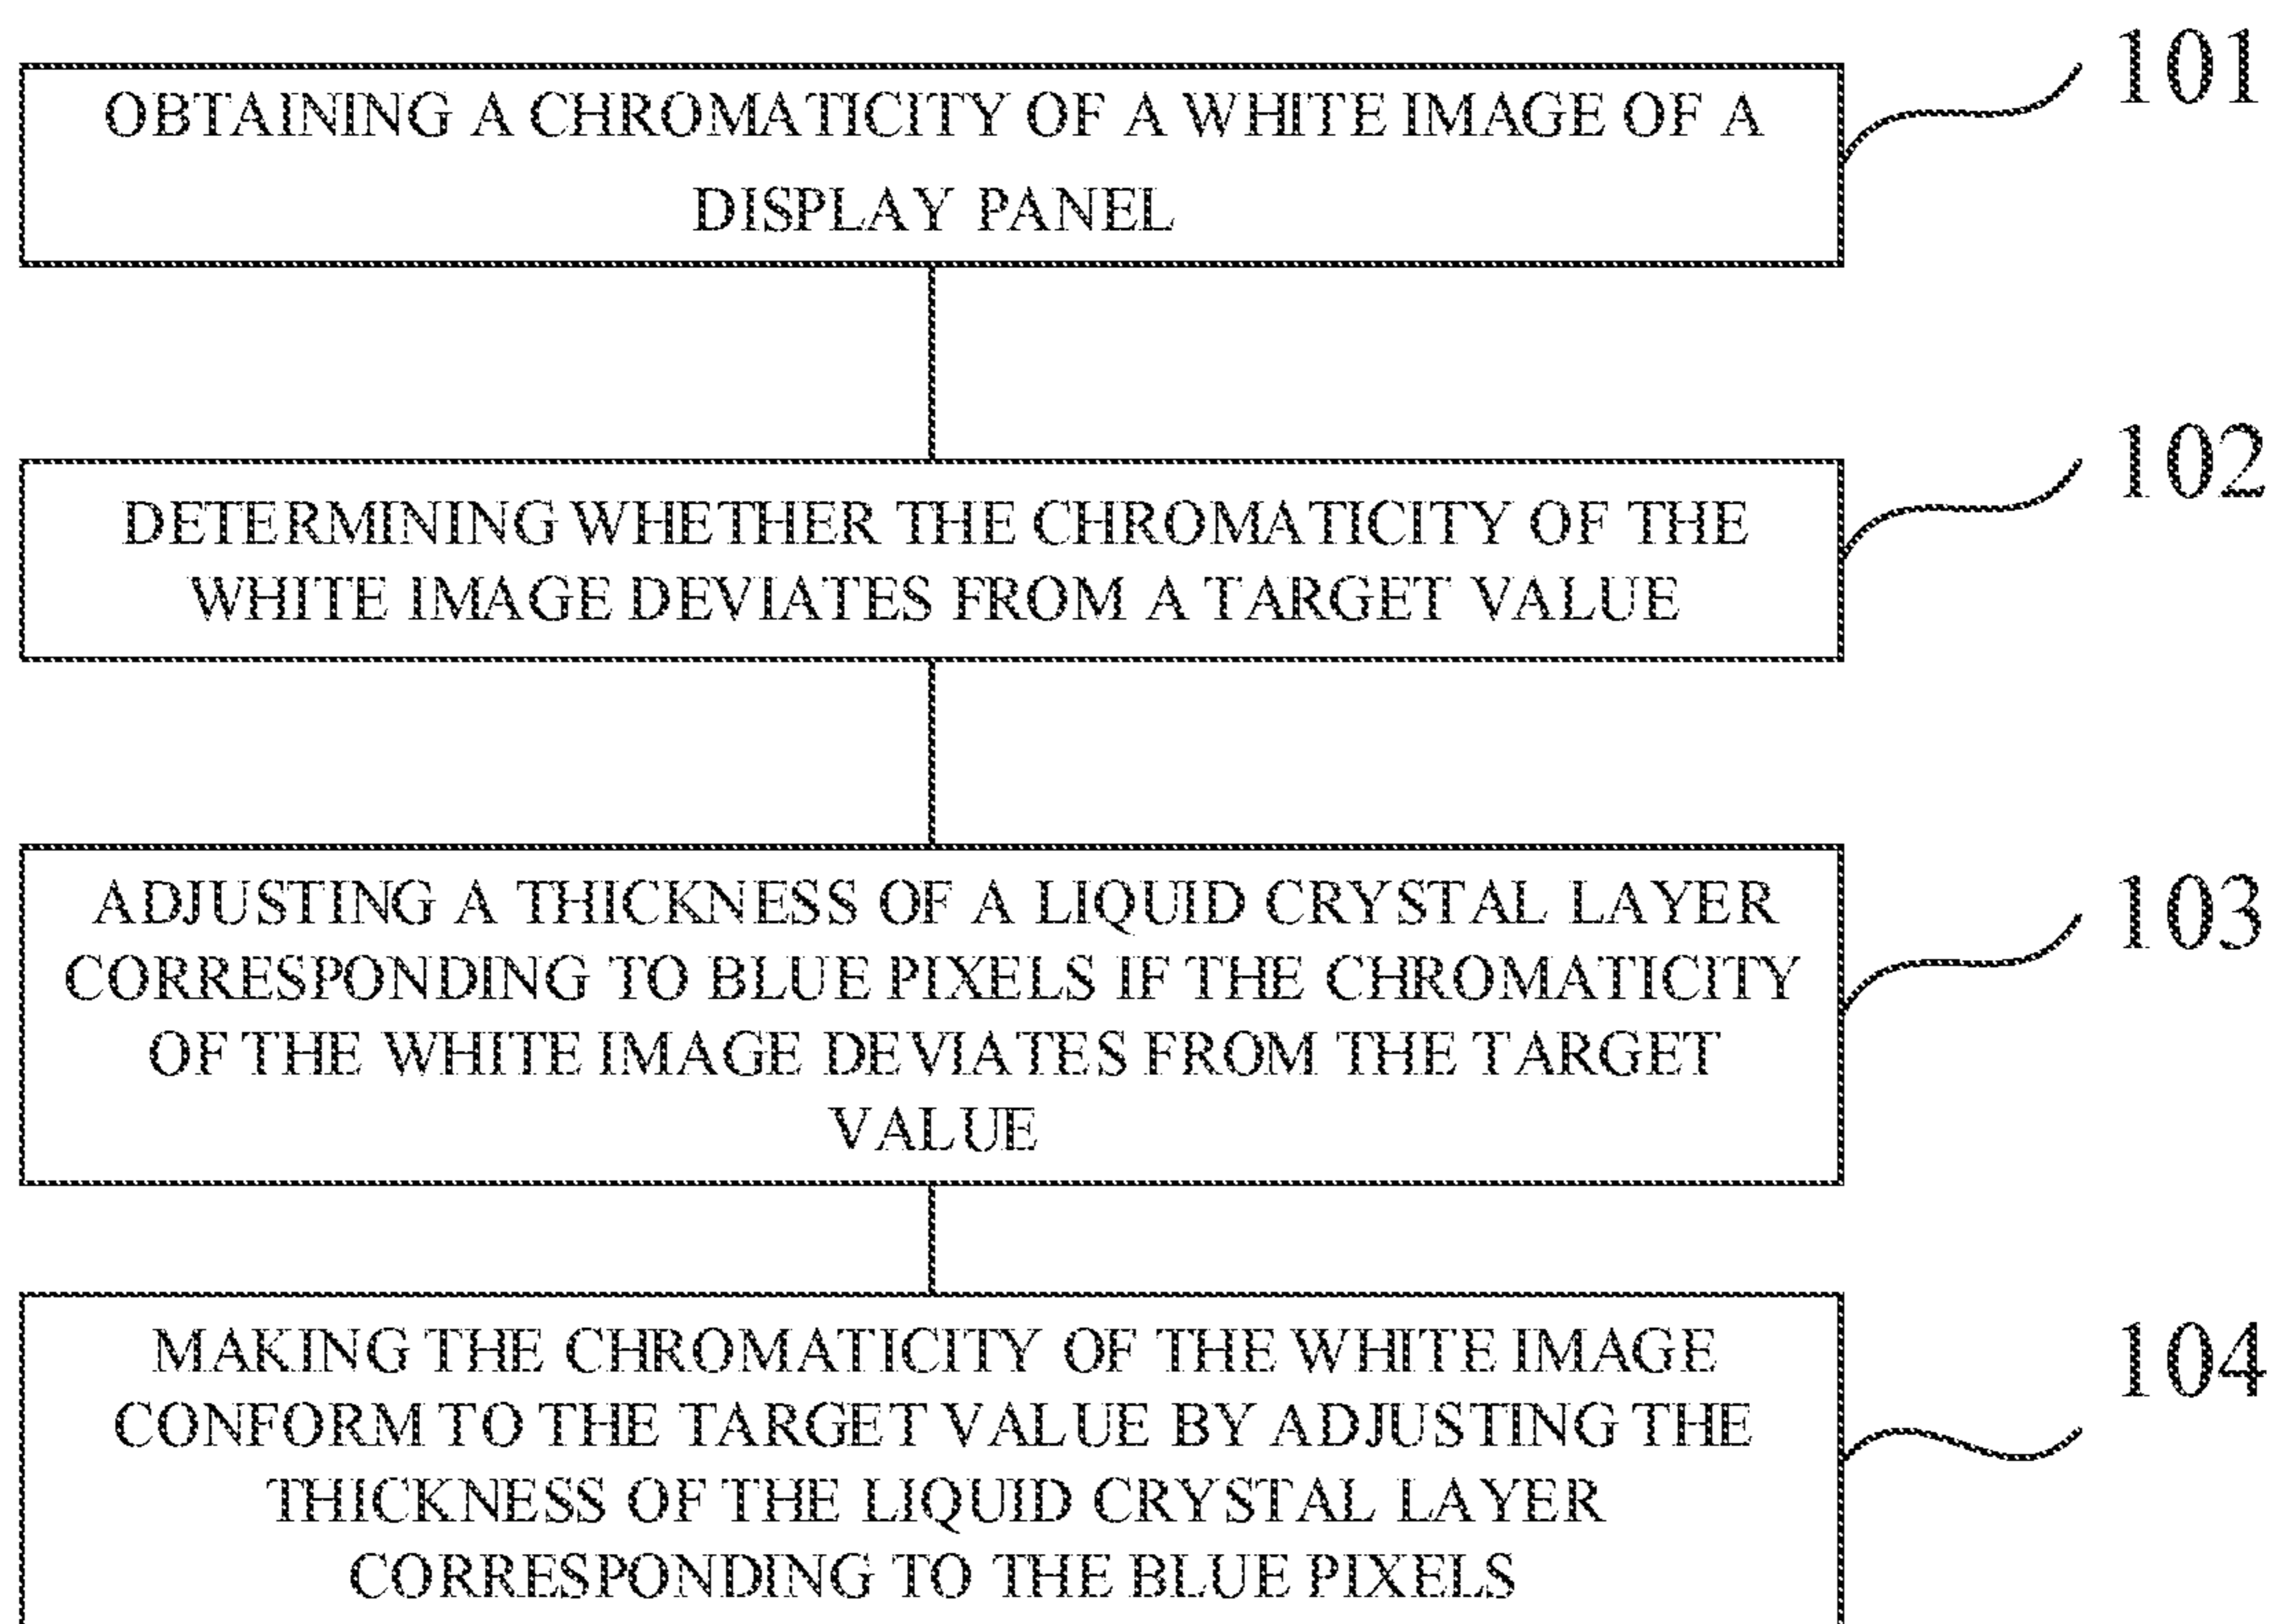 101
OBTAINING A CHROMATICITY OF A WHITE IMAGE OF A
DISPLAY PANEL
102
DETERMINING WHETHER THE CHROMATICITY OF THE
WHITE IMAGE DEVIATES FROM A TARGET VALUE
103
ADJUSTING A THICKNESS OF A LIQUID CRYSTAL LAYER
CORRESPONDING TO BLUE PIXELS IF THE CHROMATICITY
OF THE WHITE IMAGE DEVIATES FROM THE TARGET
VALUE
104
MAKING THE CHROMATICITY OF THE WHITE IMAGE
CONFORM TO THE TARGET VALUE BY ADJUSTING THE
THICKNESS OF THE LIQUID CRYSTAL LAYER
CORRESPONDING TO THE BLUE PIXELS